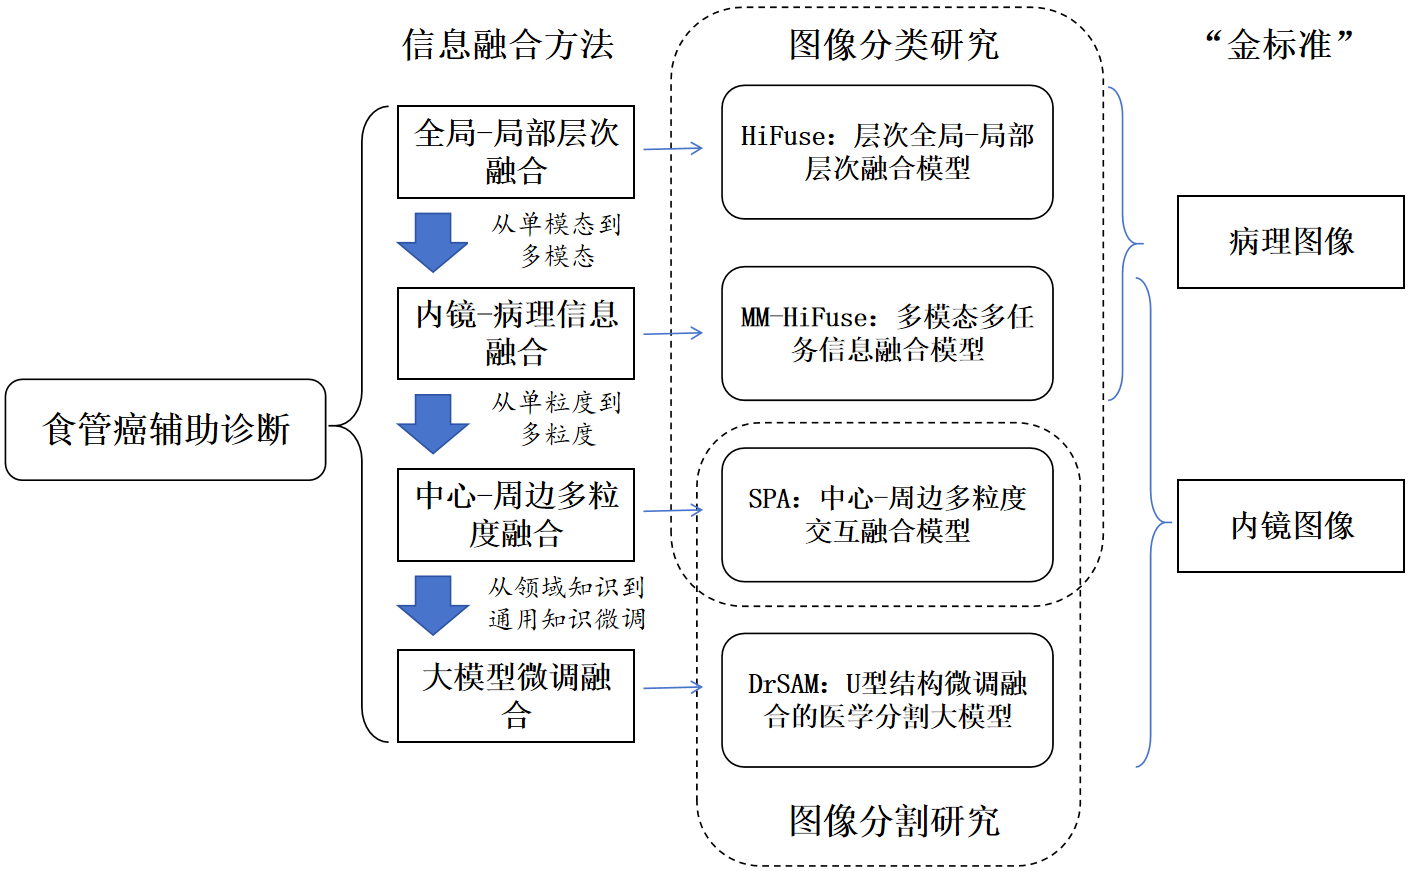 信息融合方法
图像分类研究
“金标准”
全局-局部层次
融合
HiFuse：层次全局-局部
层次融合模型
从单模态到
多模态
病理图像
内镜-病理信息
融合
MM-HiFuse：多模态多任
务信息融合模型
食管癌辅助诊断
从单粒度到
多粒度
中心-周边多粒
度融合
SPA：中心-周边多粒度
交互融合模型
内镜图像
从领域知识到
通用知识微调
大模型微调融
合
DrSAM：U型结构微调融
合的医学分割大模型
图像分割研究